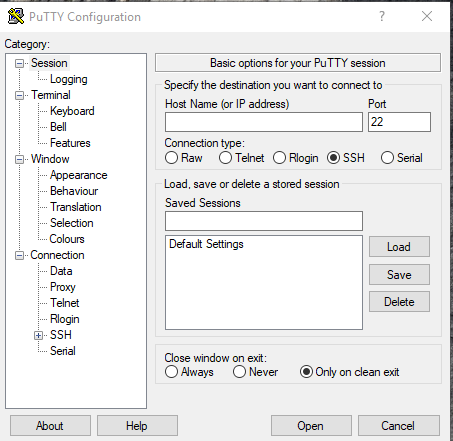 PuTTY Configuration
Category:
Session
Logging
Terminal
Keyboard
Bell
Features
Window
Appearance
Behaviour
Translation
Selection
Colours
Connection
Data
Proxy
Telnet
Rlogin
SSH
Serial
Basic options for your PuTTY session
Specify the destination you want to connect to
Host Name (or IP address) Port
22
Connection type:
Raw Telnet Rlogin SSH Serial
Load, save or delete a stored session
Saved Sessions
Default Settings
Load
Save
Delete
Close window on exit:
Always Never Only on clean exit
About Help Open Cancel